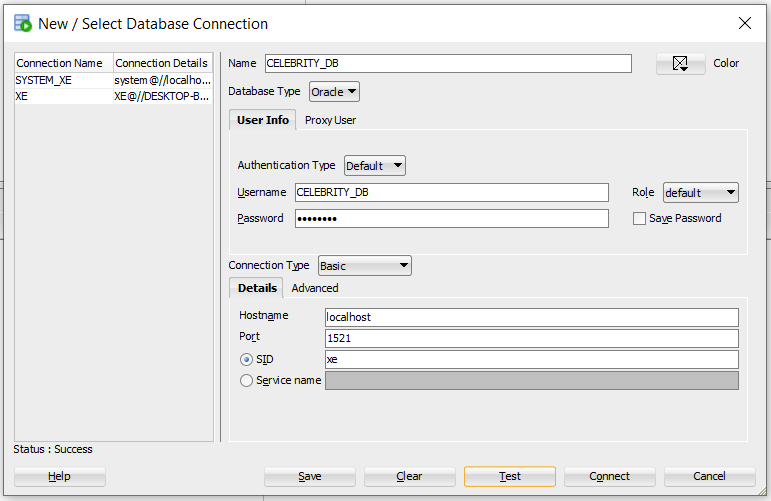 New / Select Database Connection
Connection Name Connection Details
SYSTEM_XE system@//localho...
XE XE@//DESKTOP-B...
Name CELEBRITY_DB Color
Database Type Oracle
User Info Proxy User
Authentication Type Default
Username CELEBRITY_DB Role default
Password •••••••• Save Password
Connection Type Basic
Details Advanced
Hostname localhost
Port 1521
SID xe
Service name
Status : Success
Help Save Clear Test Connect Cancel